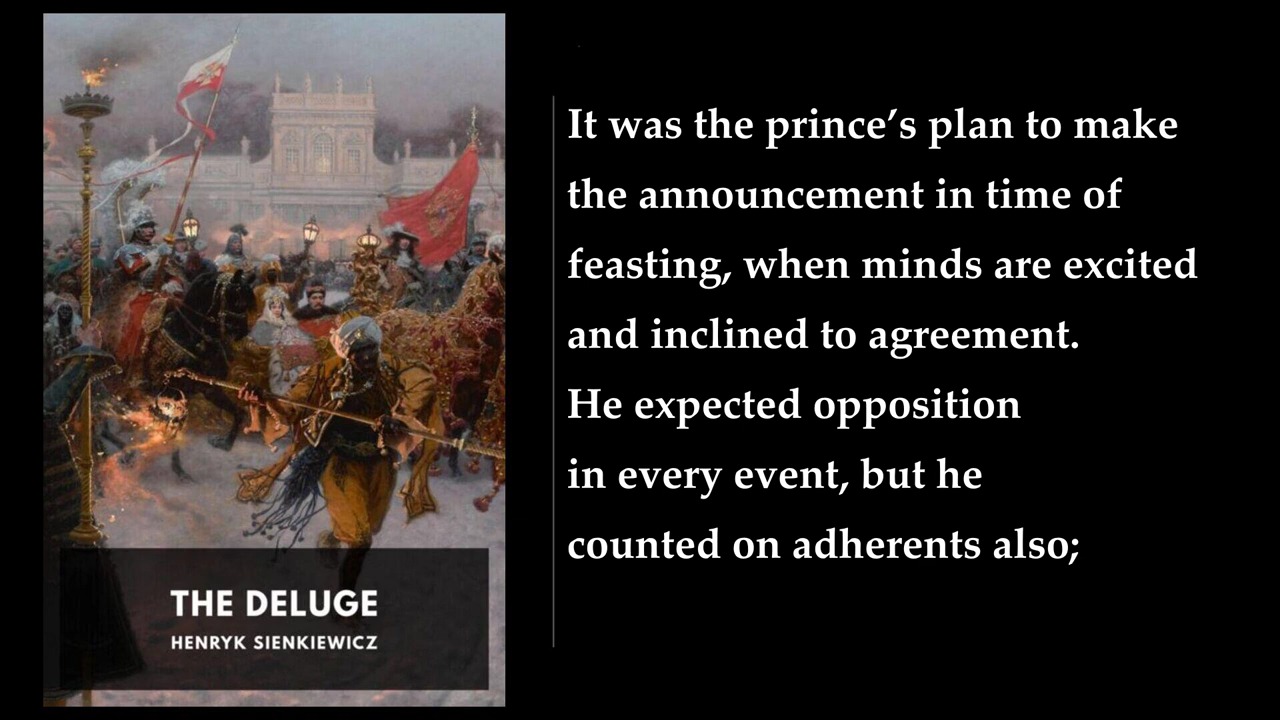 THE DELUGE
HENRYK SIENKIEWICZ
It was the prince’s plan to make
the announcement in time of
feasting, when minds are excited
and inclined to agreement.
He expected opposition
in every event, but he
counted on adherents also;